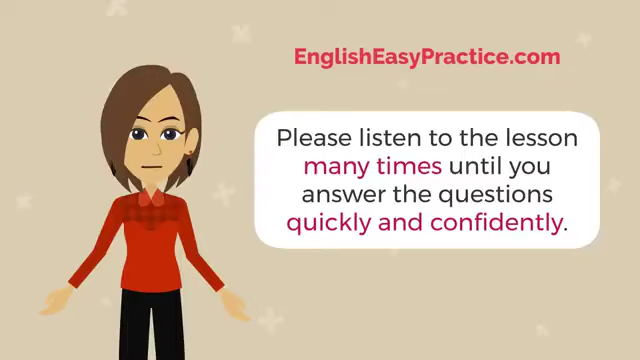 EnglishEasyPractice.com
Please listen to the lesson
many times until you
answer the questions
quickly and confidently.